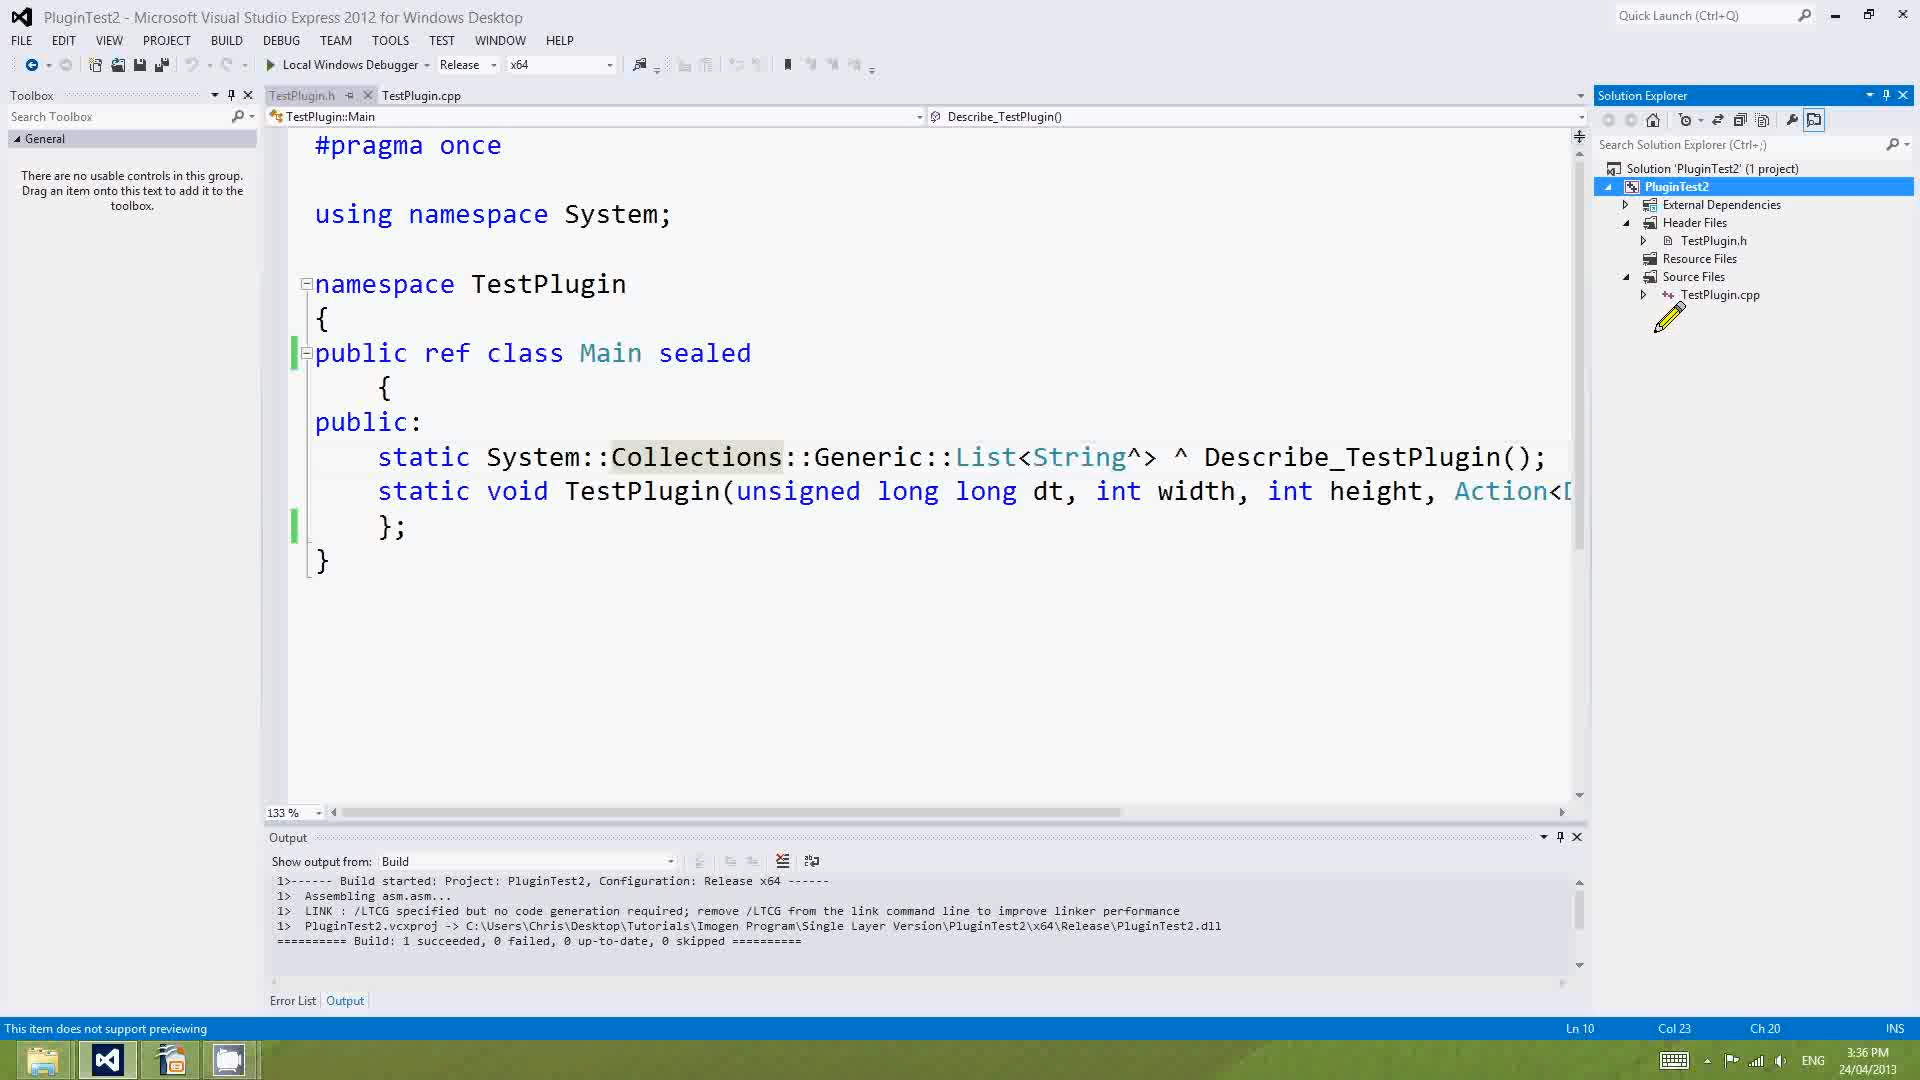 PluginTest2 - Microsoft Visual Studio Express 2012 for Windows Desktop
Quick Launch (Ctrl+Q)
FILE EDIT VIEW PROJECT BUILD DEBUG TEAM TOOLS TEST WINDOW HELP
Local Windows Debugger Release x64
Toolbox
Search Toolbox
General
There are no usable controls in this group.
Drag an item onto this text to add it to the
toolbox.
TestPlugin.h TestPlugin.cpp
TestPlugin::Main Describe_TestPlugin()
#pragma once
using namespace System;
namespace TestPlugin
{
public ref class Main sealed
{
public:
static System::Collections::Generic::List<String^> ^ Describe_TestPlugin();
static void TestPlugin(unsigned long long dt, int width, int height, Action<
};
}
133 %
Output
Show output from: Build
1>------ Build started: Project: PluginTest2, Configuration: Release x64 ------
1>  Assembling asm.asm...
1>  LINK : /LTCG specified but no code generation required; remove /LTCG from the link command line to improve linker performance
1>  PluginTest2.vcxproj -> C:\Users\Chris\Desktop\Tutorials\Imogen Program\Single Layer Version\PluginTest2\x64\Release\PluginTest2.dll
========== Build: 1 succeeded, 0 failed, 0 up-to-date, 0 skipped ==========
Error List Output
Solution Explorer
Search Solution Explorer (Ctrl+;)
Solution 'PluginTest2' (1 project)
PluginTest2
External Dependencies
Header Files
TestPlugin.h
Resource Files
Source Files
TestPlugin.cpp
This item does not support previewing
Ln 10 Col 23 Ch 20 INS
ENG
3:36 PM
24/04/2013